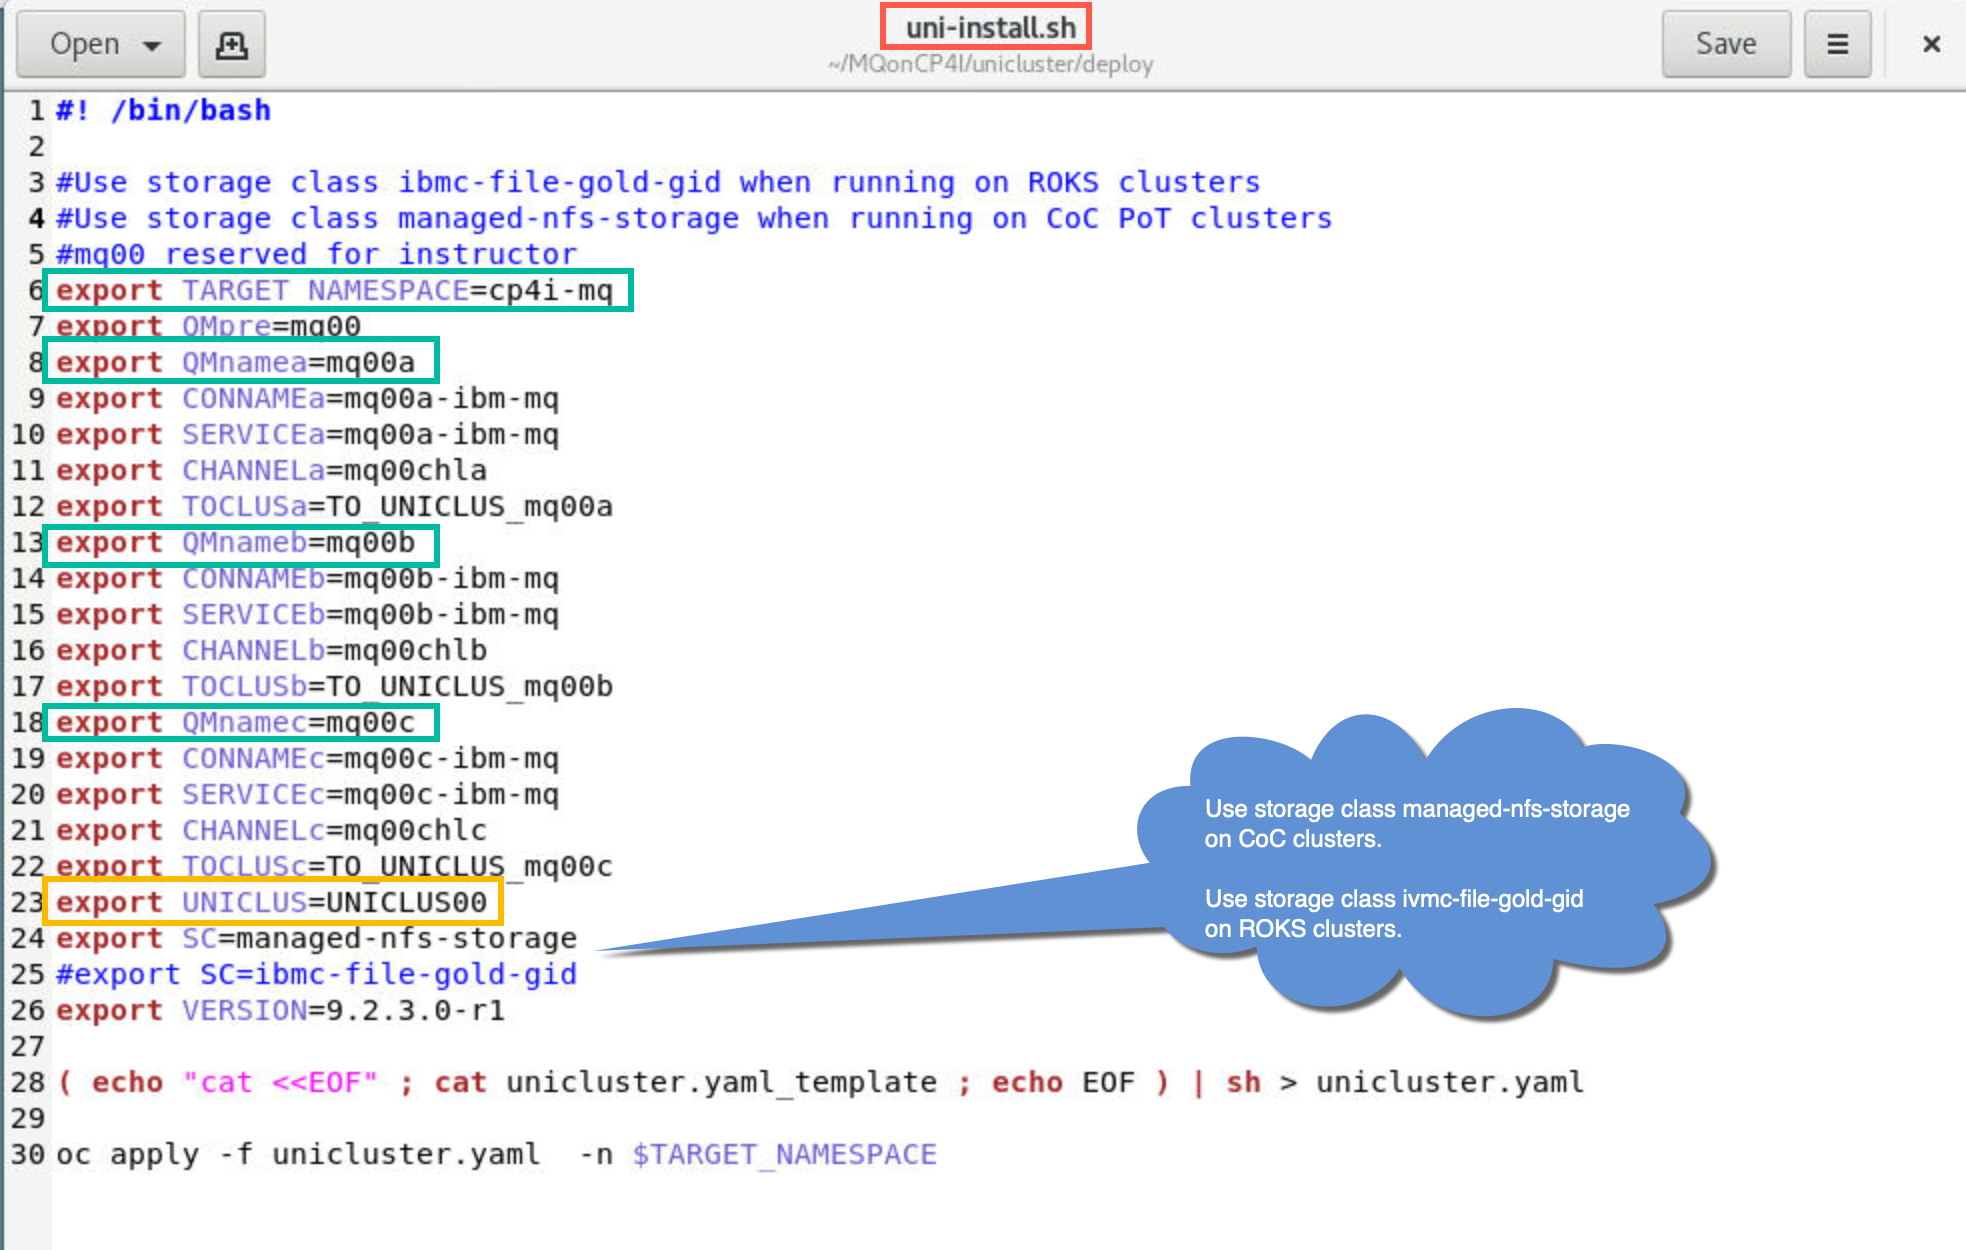 Open
uni-install.sh
~/MQonCP4I/unicluster/deploy
Save
1 #! /bin/bash
2
3 #Use storage class ibmc-file-gold-gid when running on ROKS clusters
4 #Use storage class managed-nfs-storage when running on CoC PoT clusters
5 #mq00 reserved for instructor
6 export TARGET_NAMESPACE=cp4i-mq
7 export QMpre=mq00
8 export QMnamea=mq00a
9 export CONNAMEa=mq00a-ibm-mq
10 export SERVICEa=mq00a-ibm-mq
11 export CHANNELa=mq00chla
12 export TOCLUSa=TO_UNICLUS_mq00a
13 export QMnameb=mq00b
14 export CONNAMEb=mq00b-ibm-mq
15 export SERVICEb=mq00b-ibm-mq
16 export CHANNELb=mq00chlb
17 export TOCLUSb=TO_UNICLUS_mq00b
18 export QMnamec=mq00c
19 export CONNAMEc=mq00c-ibm-mq
20 export SERVICEc=mq00c-ibm-mq
21 export CHANNELc=mq00chlc
22 export TOCLUSc=TO_UNICLUS_mq00c
23 export UNICLUS=UNICLUS00
24 export SC=managed-nfs-storage
25 #export SC=ibmc-file-gold-gid
26 export VERSION=9.2.3.0-r1
27
28 ( echo "cat <<EOF" ; cat unicluster.yaml_template ; echo EOF ) | sh > unicluster.yaml
29
30 oc apply -f unicluster.yaml  -n $TARGET_NAMESPACE
Use storage class managed-nfs-storage
on CoC clusters.
Use storage class ivmc-file-gold-gid
on ROKS clusters.